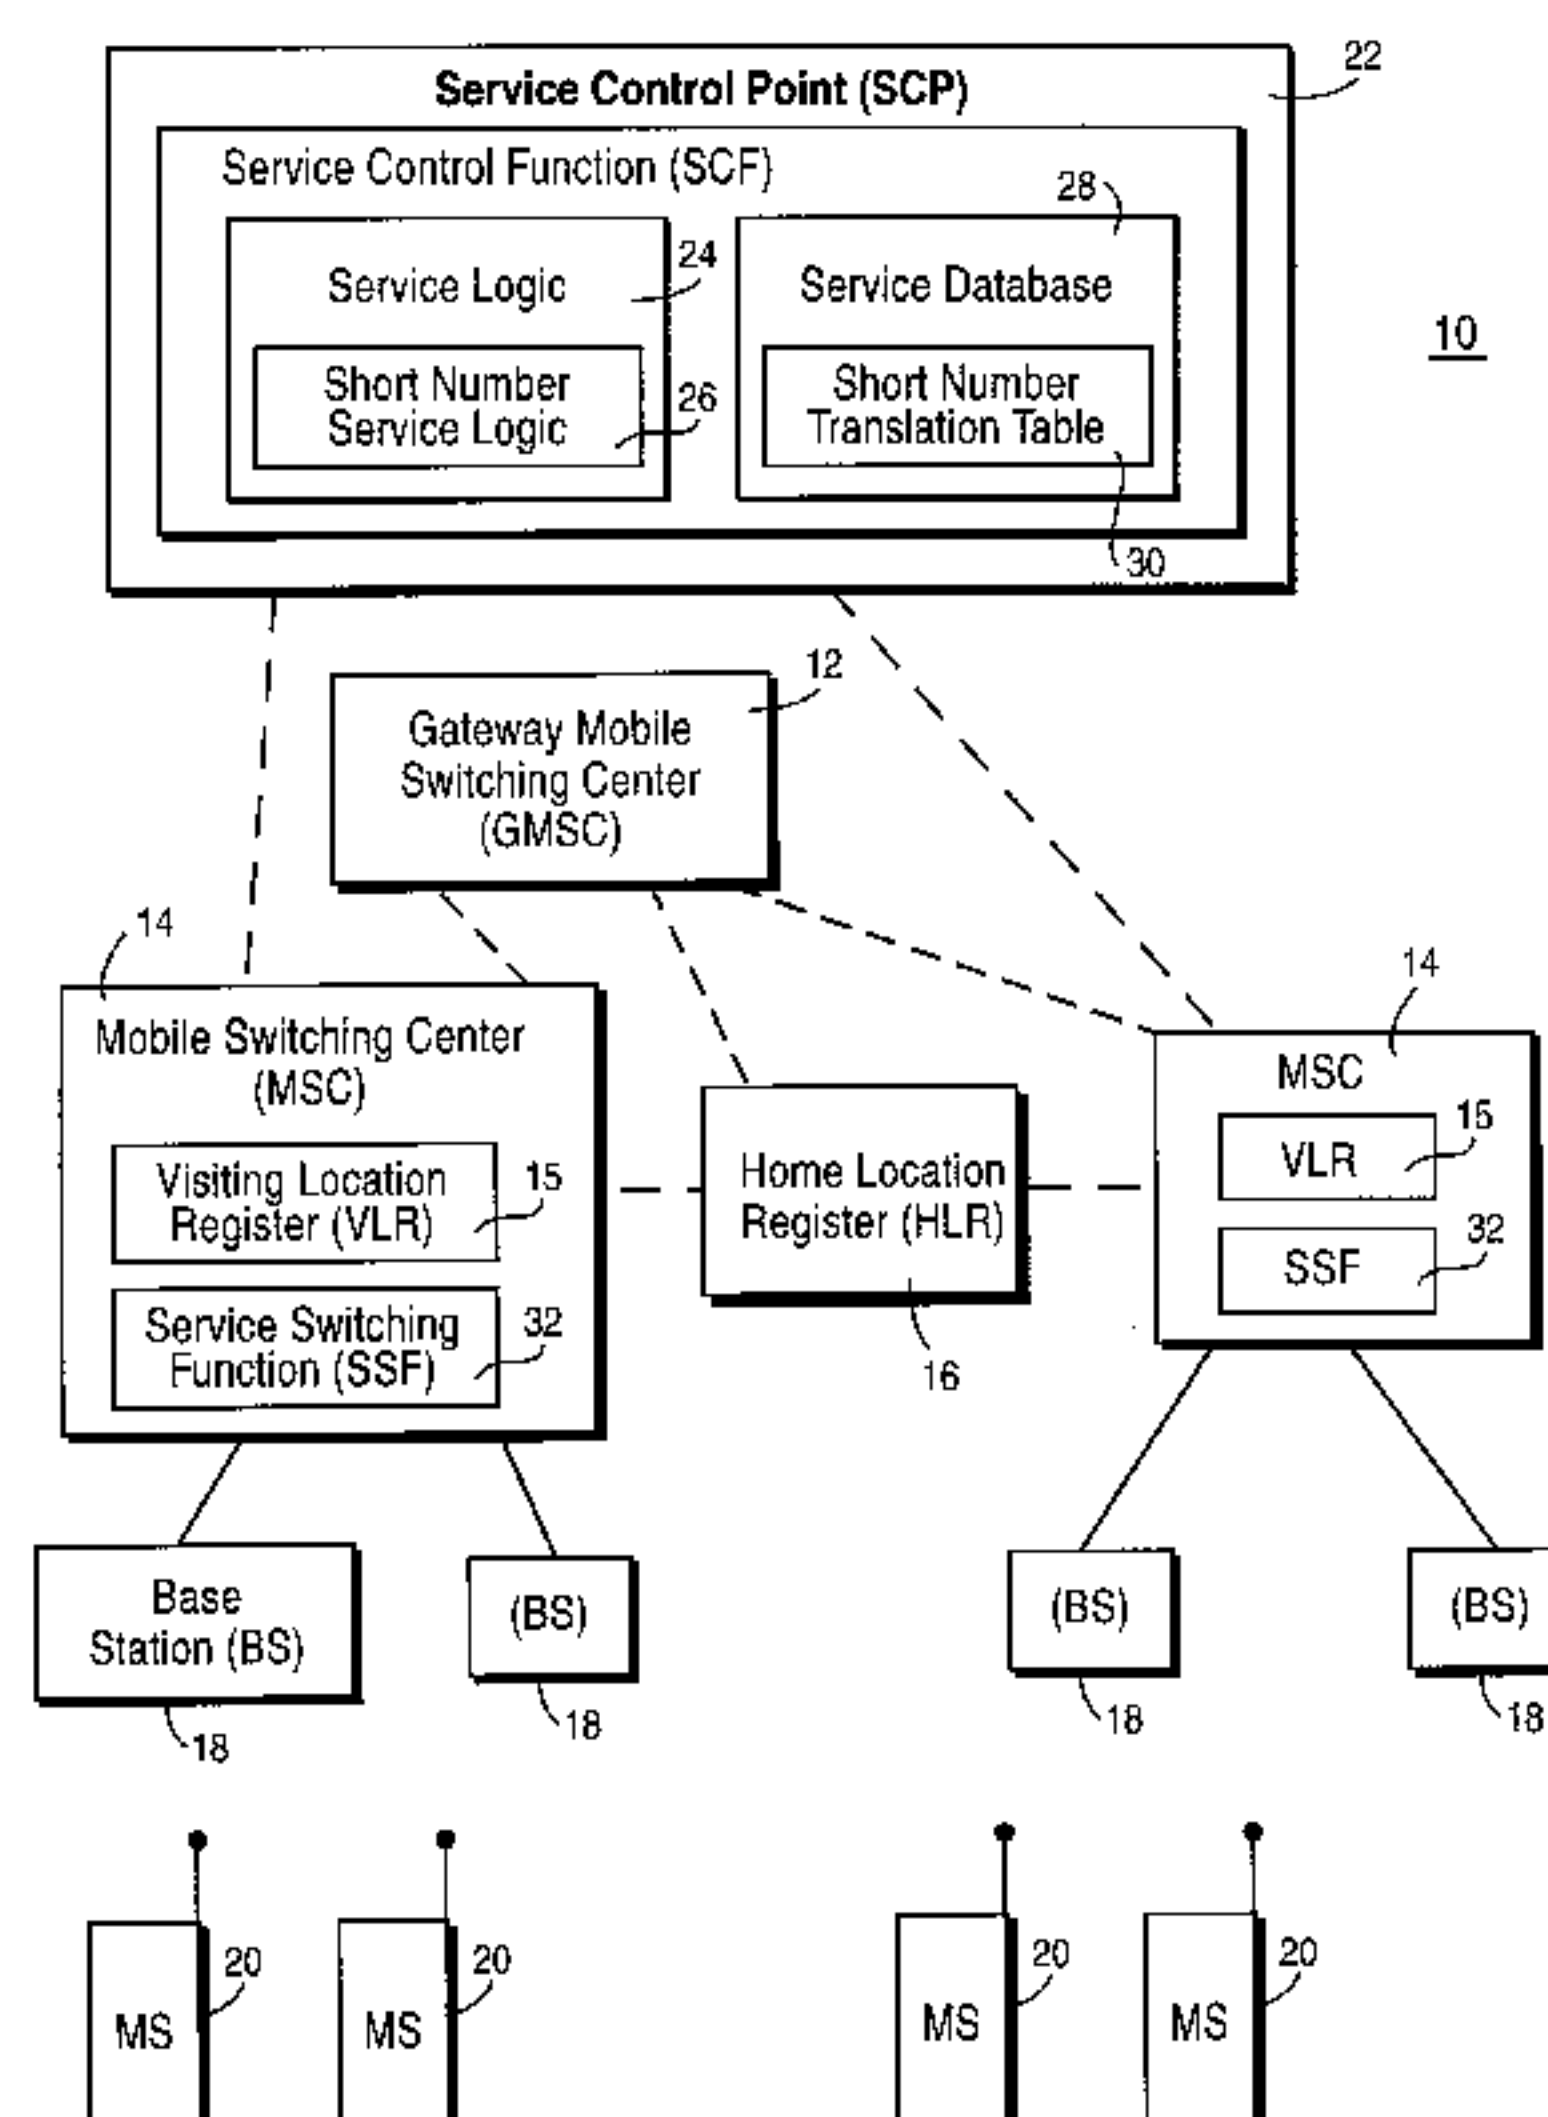 22
Service Control Point (SCP)
Service Control Function (SCF)
28
24
Service Logic
Service Database
10
Short Number
Service Logic
26
Short Number
Translation Table
30
12
Gateway Mobile
Switching Center
(GMSC)
14
14
Mobile Switching Center
(MSC)
MSC
15
VLR
Visiting Location
Register (VLR)
15
Home Location
Register (HLR)
32
SSF
Service Switching
Function (SSF)
32
16
Base
Station (BS)
(BS)
(BS)
(BS)
18
18
18
18
20
20
20
20
MS
MS
MS
MS